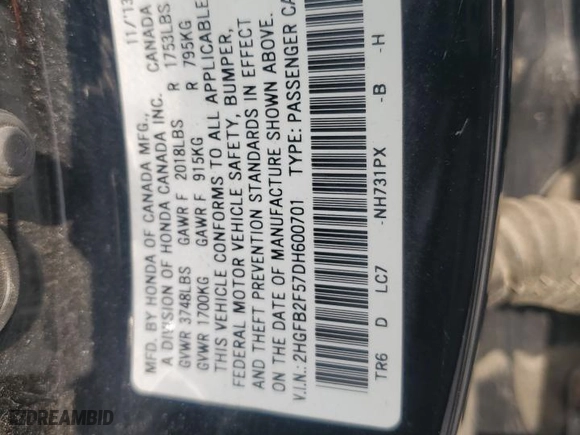 MFD. BY HONDA OF CANADA MFG., 11/13
A DIVISION OF HONDA CANADA INC. CANADA
GVWR 3748LBS GAWR F 2018LBS R 1753LBS
GVWR 1700KG GAWR F 915KG R 795KG
THIS VEHICLE CONFORMS TO ALL APPLICABLE
FEDERAL MOTOR VEHICLE SAFETY, BUMPER,
AND THEFT PREVENTION STANDARDS IN EFFECT
ON THE DATE OF MANUFACTURE SHOWN ABOVE.
V.I.N.: 2HGFB2F57DH600701 TYPE: PASSENGER CA
TR6 D LC7 -NH731PX -B -H
DREAMBID